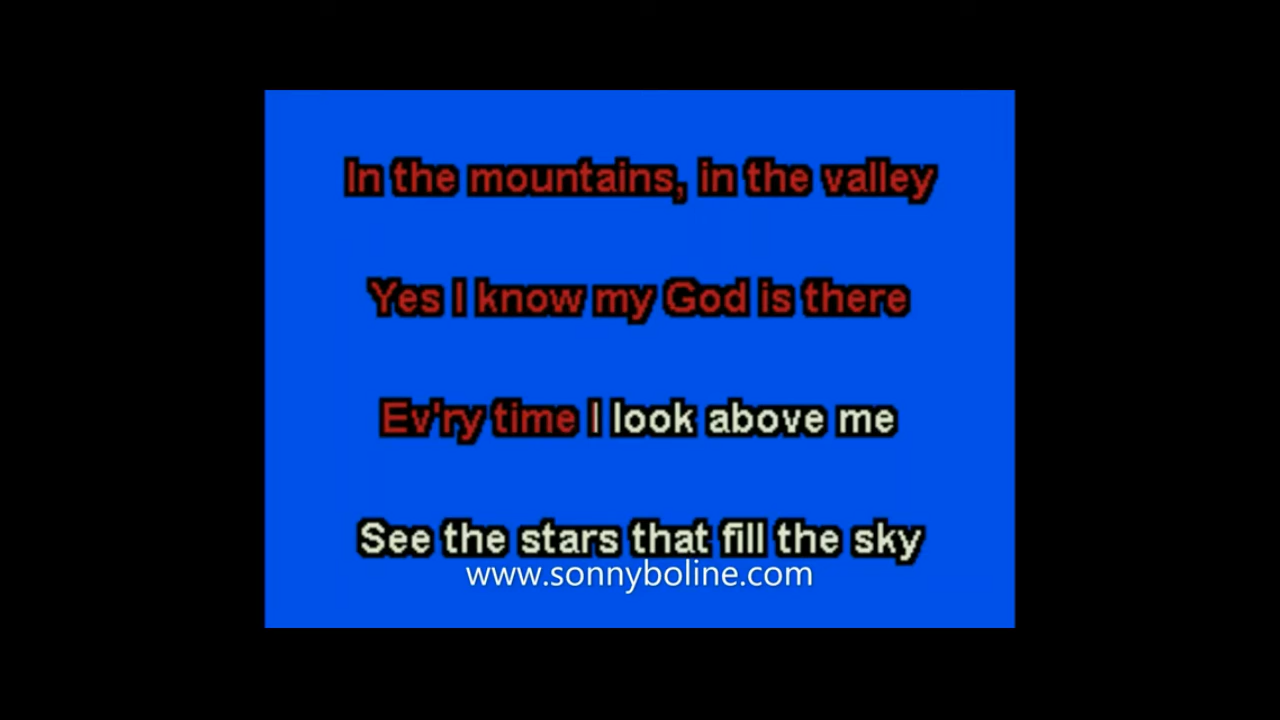 In the mountains, in the valley
Yes I know my God is there
Ev'ry time I look above me
See the stars that fill the sky
www.sonnyboline.com